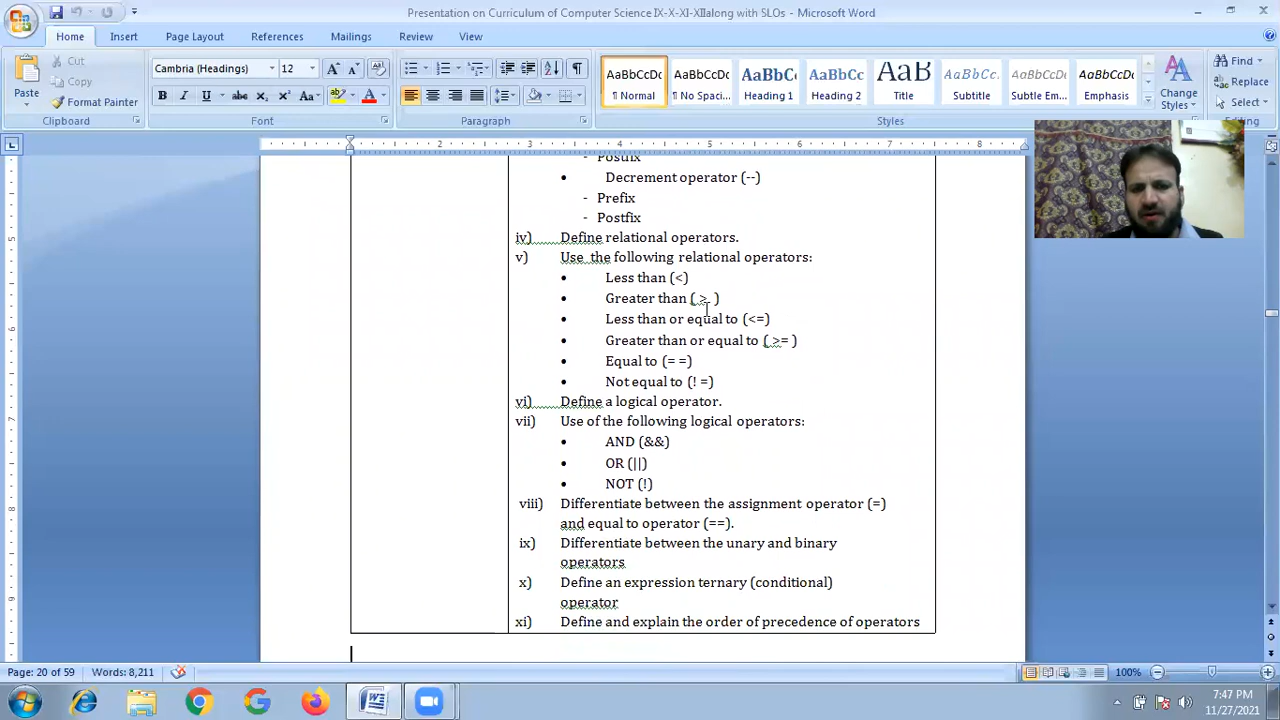 Presentation on Curriculum of Computer Science IX-X-XI-XIIalong with SLOs - Microsoft Word
Home Insert Page Layout References Mailings Review View
Paste
Cut
Copy
Format Painter
Clipboard
Cambria (Headings) 12
Font
Paragraph
AaBbCcDc AaBbCcDc AaBbCc AaBbCc AaB AaBbCc. AaBbCcDc AaBbCcDc
¶ Normal ¶ No Spaci... Heading 1 Heading 2 Title Subtitle Subtle Em... Emphasis
Change Styles
Styles
Find
Replace
Select
Editing
2 3 4 5 6 7 8
- Postfix
• Decrement operator (--)
- Prefix
- Postfix
iv) Define relational operators.
v) Use the following relational operators:
• Less than (<)
• Greater than ( > )
• Less than or equal to (<=)
• Greater than or equal to ( >= )
• Equal to (= =)
• Not equal to (! =)
vi) Define a logical operator.
vii) Use of the following logical operators:
• AND (&&)
• OR (||)
• NOT (!)
viii) Differentiate between the assignment operator (=)
and equal to operator (==).
ix) Differentiate between the unary and binary
operators
x) Define an expression ternary (conditional)
operator
xi) Define and explain the order of precedence of operators
Page: 20 of 59 Words: 8,211 100%
7:47 PM
11/27/2021